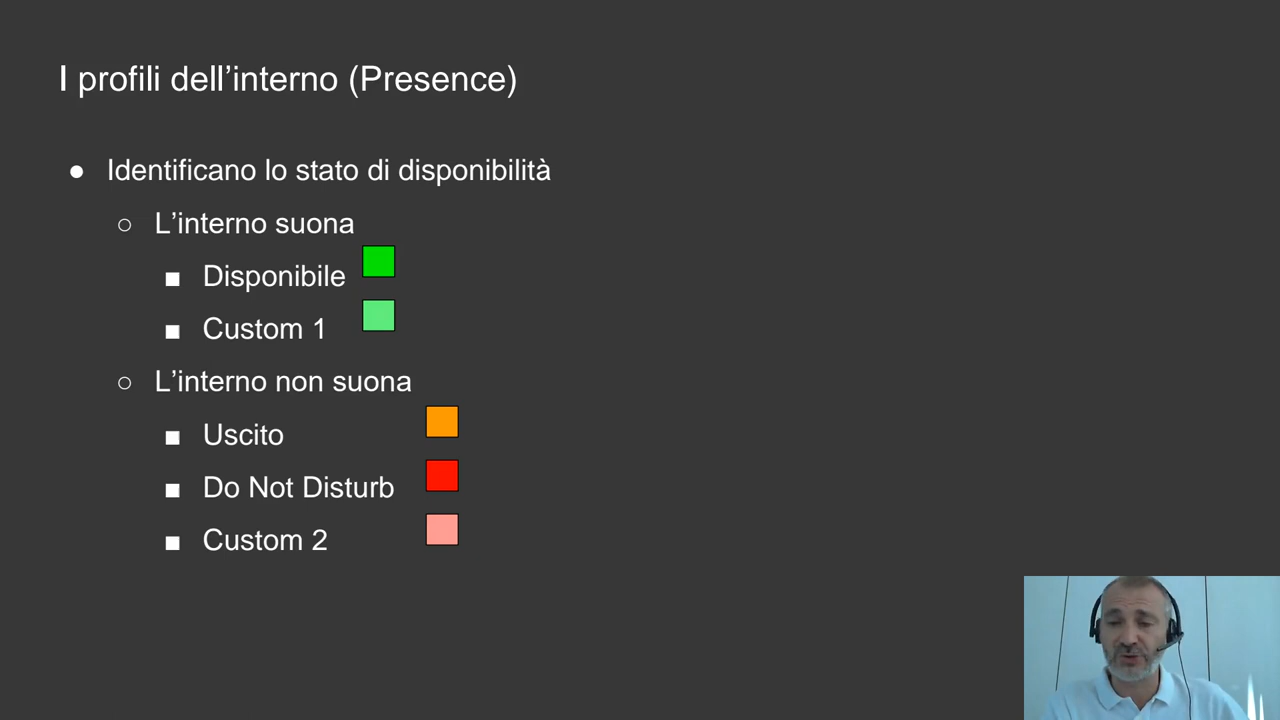 I profili dell’interno (Presence)
● Identificano lo stato di disponibilità
○ L’interno suona
■ Disponibile
■ Custom 1
○ L’interno non suona
■ Uscito
■ Do Not Disturb
■ Custom 2